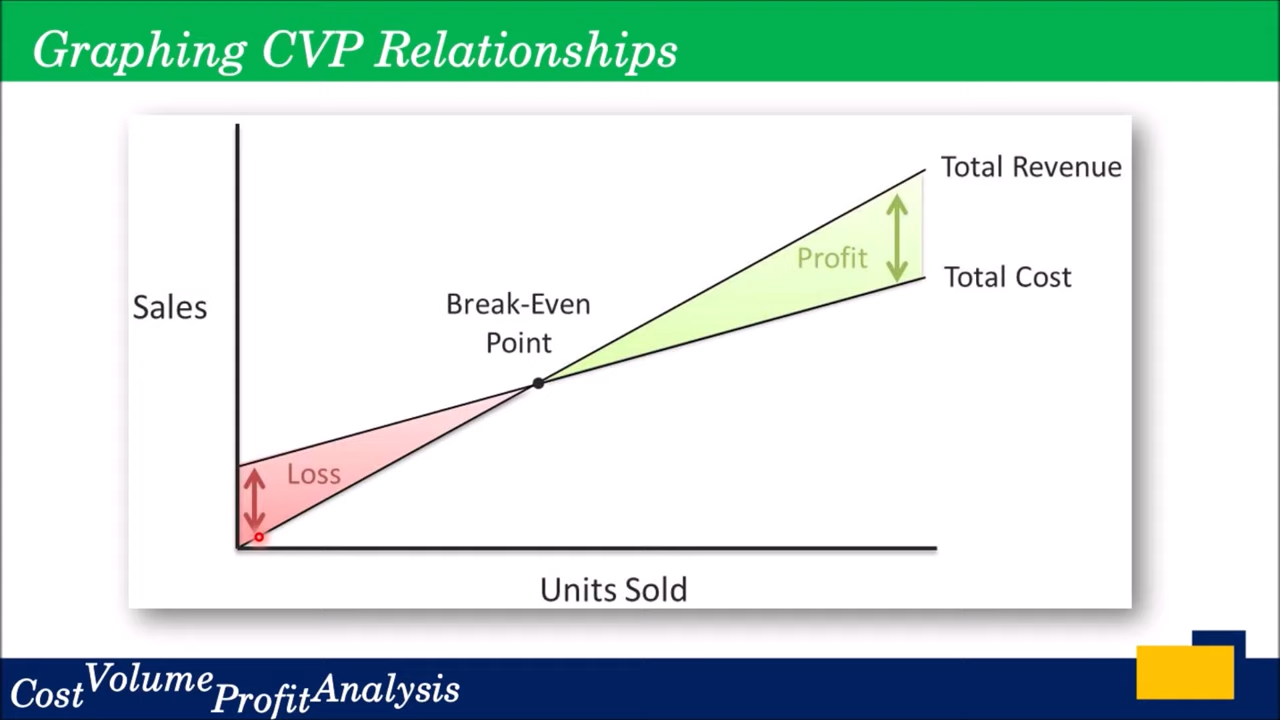 Graphing CVP Relationships
Total Revenue
Profit
Total Cost
Sales
Break-Even
Point
Loss
Units Sold
Cost Volume Profit Analysis